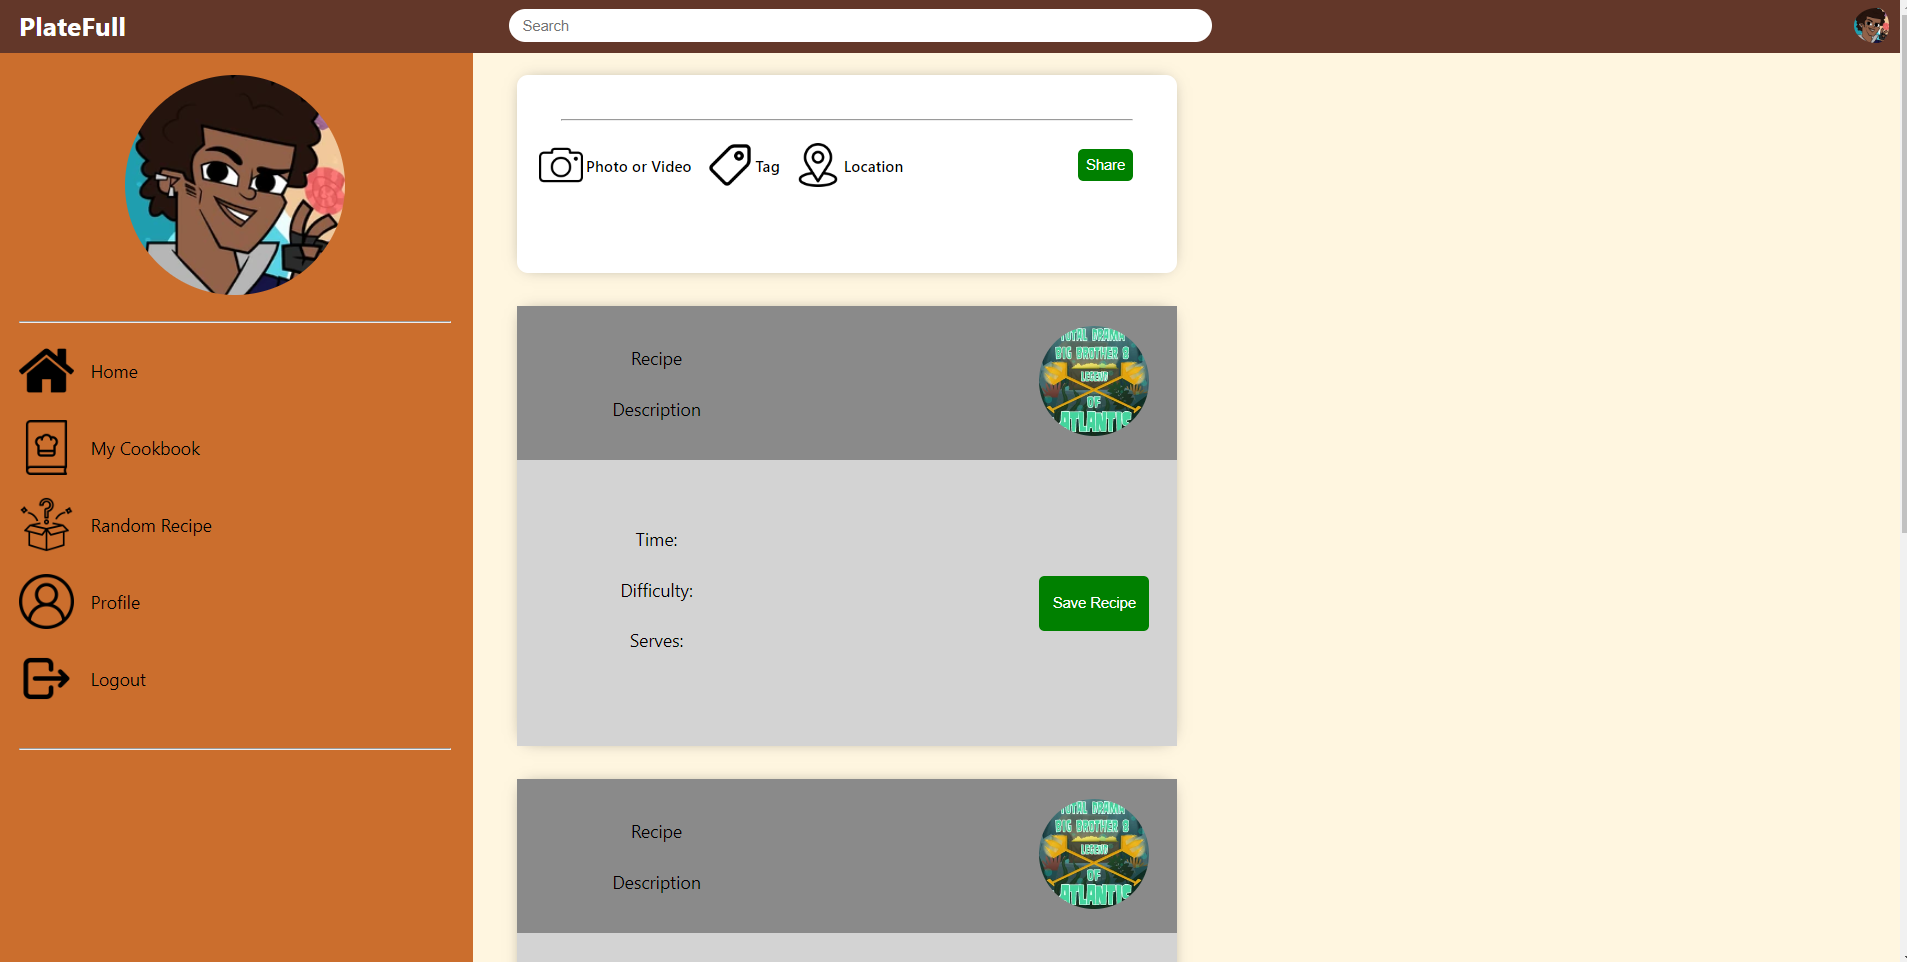 PlateFull
Search
Photo or Video Tag Location Share
Home
My Cookbook
Random Recipe
Profile
Logout
Recipe
Description
TOTAL DRAMA
BIG BROTHER 8
LEGEND
OF
ATLANTIS
Time:
Difficulty:
Serves:
Save Recipe
Recipe
Description
TOTAL DRAMA
BIG BROTHER 8
LEGEND
OF
ATLANTIS